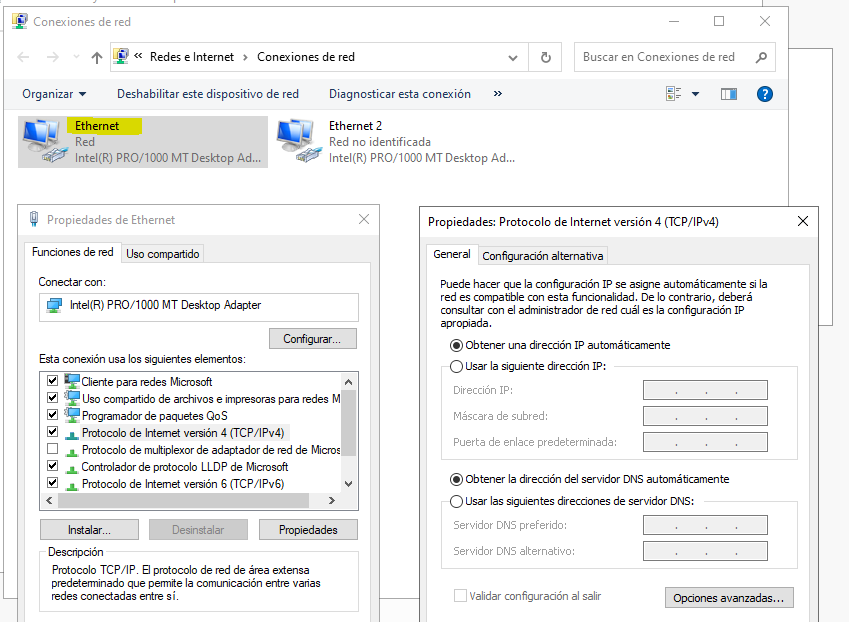 Conexiones de red
« Redes e Internet > Conexiones de red
Buscar en Conexiones de red
Organizar
Deshabilitar este dispositivo de red
Diagnosticar esta conexión
»
Ethernet
Red
Intel(R) PRO/1000 MT Desktop Ad...
Ethernet 2
Red no identificada
Intel(R) PRO/1000 MT Desktop Ad...
Propiedades de Ethernet
Funciones de red
Uso compartido
Conectar con:
Intel(R) PRO/1000 MT Desktop Adapter
Configurar...
Esta conexión usa los siguientes elementos:
Cliente para redes Microsoft
Uso compartido de archivos e impresoras para redes M
Programador de paquetes QoS
Protocolo de Internet versión 4 (TCP/IPv4)
Protocolo de multiplexor de adaptador de red de Micros
Controlador de protocolo LLDP de Microsoft
Protocolo de Internet versión 6 (TCP/IPv6)
Instalar...
Desinstalar
Propiedades
Descripción
Protocolo TCP/IP. El protocolo de red de área extensa
predeterminado que permite la comunicación entre varias
redes conectadas entre sí.
Propiedades: Protocolo de Internet versión 4 (TCP/IPv4)
General
Configuración alternativa
Puede hacer que la configuración IP se asigne automáticamente si la
red es compatible con esta funcionalidad. De lo contrario, deberá
consultar con el administrador de red cuál es la configuración IP
apropiada.
Obtener una dirección IP automáticamente
Usar la siguiente dirección IP:
Dirección IP:
Máscara de subred:
Puerta de enlace predeterminada:
Obtener la dirección del servidor DNS automáticamente
Usar las siguientes direcciones de servidor DNS:
Servidor DNS preferido:
Servidor DNS alternativo:
Validar configuración al salir
Opciones avanzadas...